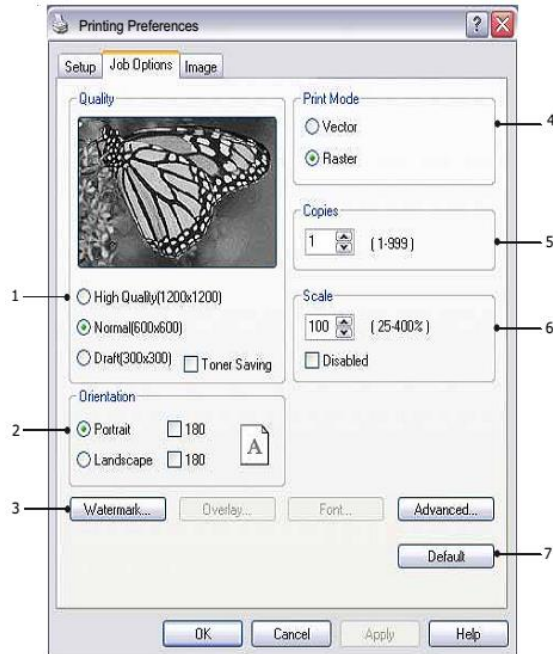 Printing Preferences
Setup Job Options Image
Quality
High Quality(1200x1200)
Normal(600x600)
Draft(300x300) Toner Saving
Orientation
Portrait 180
Landscape 180
A
Print Mode
Vector
Raster
Copies
1 (1-999)
Scale
100 (25-400%)
Disabled
Watermark... Overlay... Font... Advanced...
Default
OK Cancel Apply Help
1
2
3
4
5
6
7